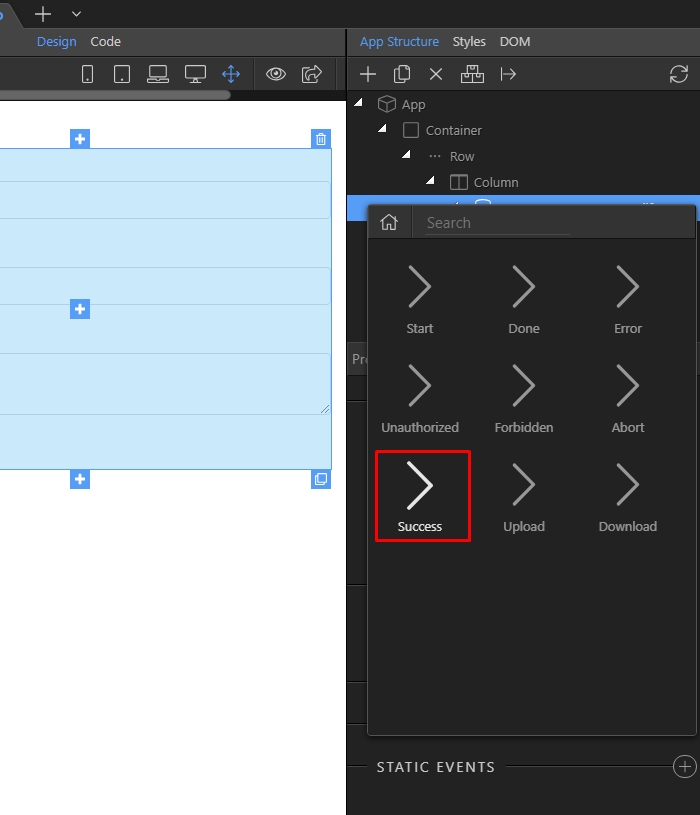 Design Code
App Structure Styles DOM
App
Container
Row
Column
Search
Start Done Error
Unauthorized Forbidden Abort
Success Upload Download
STATIC EVENTS